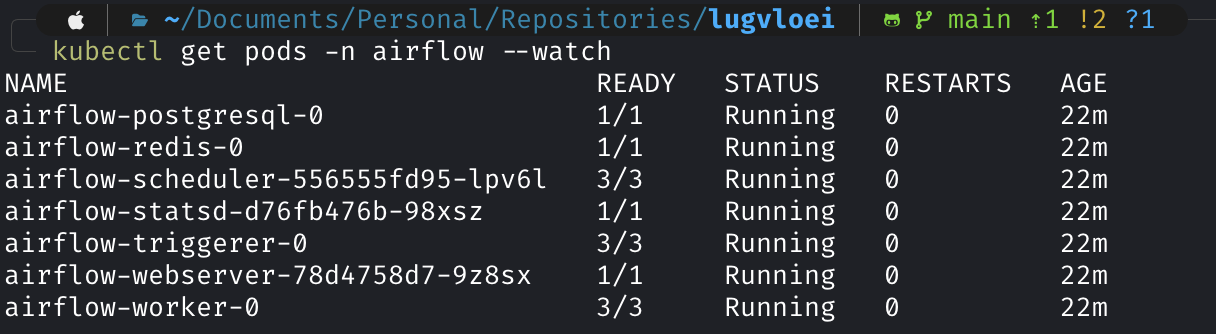 ~/Documents/Personal/Repositories/lugvloei main ⇡1 !2 ?1
kubectl get pods -n airflow --watch
NAME READY STATUS RESTARTS AGE
airflow-postgresql-0 1/1 Running 0 22m
airflow-redis-0 1/1 Running 0 22m
airflow-scheduler-556555fd95-lpv6l 3/3 Running 0 22m
airflow-statsd-d76fb476b-98xsz 1/1 Running 0 22m
airflow-triggerer-0 3/3 Running 0 22m
airflow-webserver-78d4758d7-9z8sx 1/1 Running 0 22m
airflow-worker-0 3/3 Running 0 22m